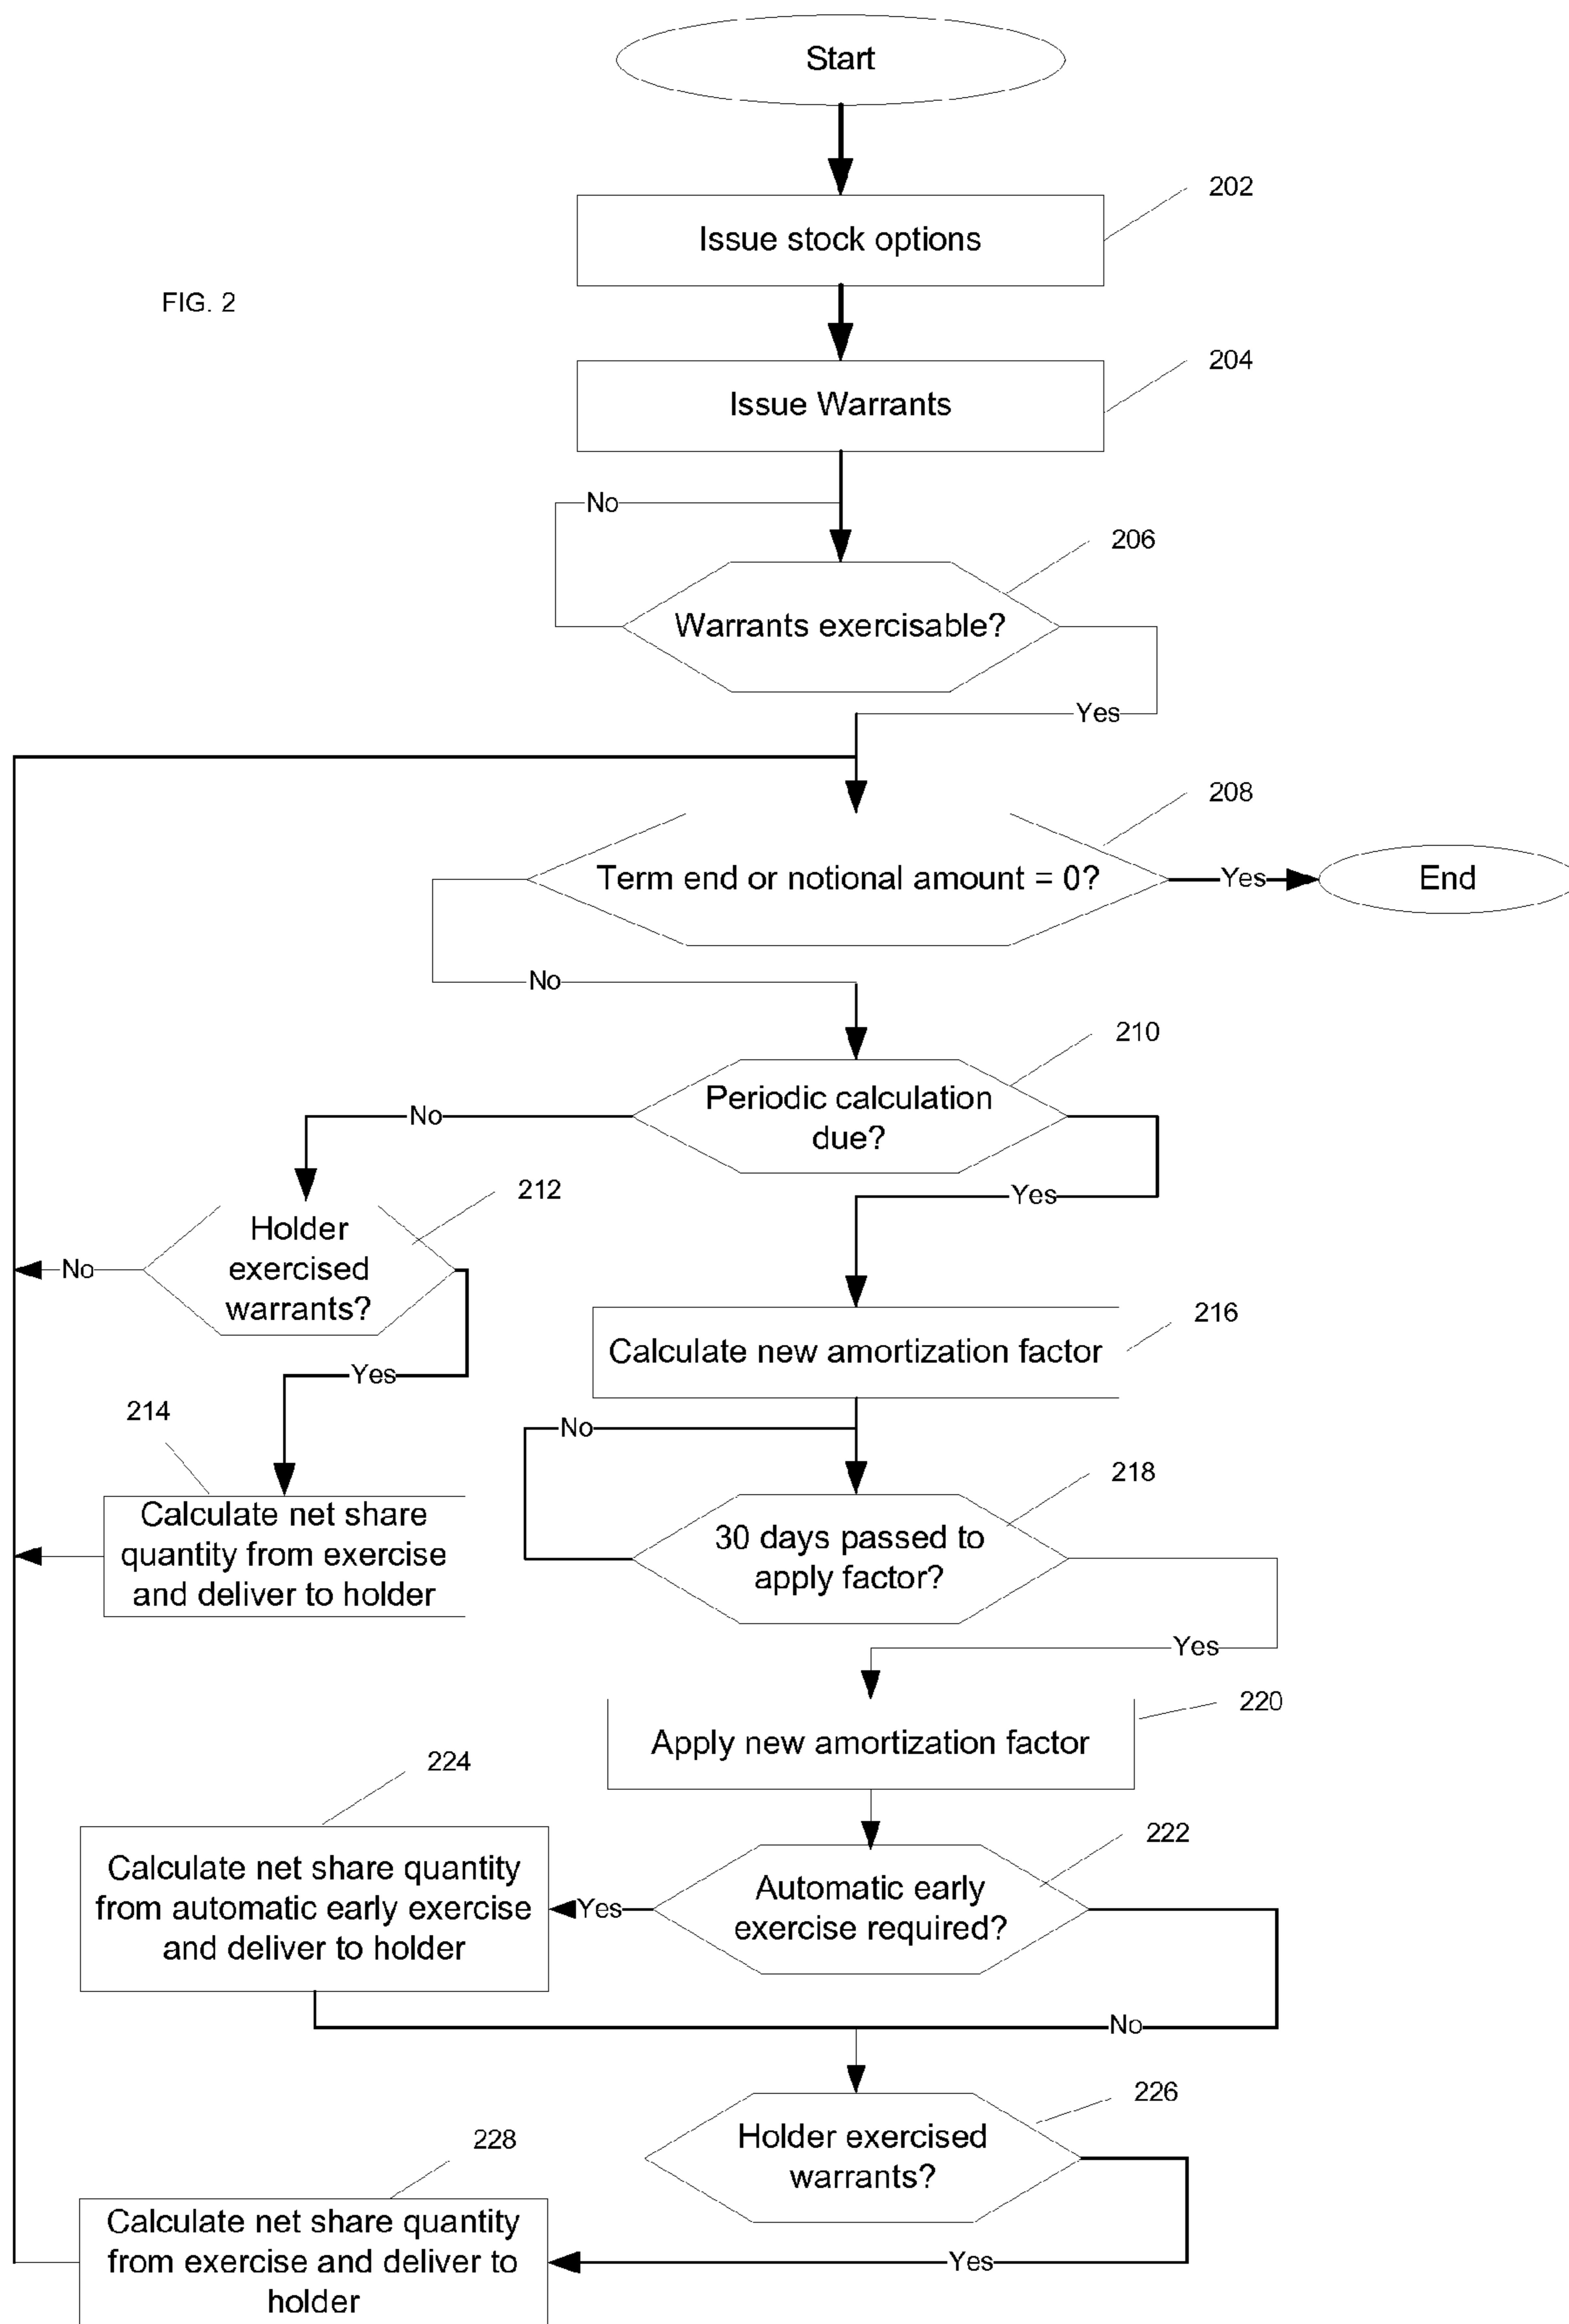 Start
202
Issue stock options
FIG. 2
204
Issue Warrants
No
206
Warrants exercisable?
Yes
208
Term end or notional amount = 0?
Yes
End
No
210
Periodic calculation
due?
No
Yes
212
Holder
exercised
warrants?
No
Yes
216
Calculate new amortization factor
214
Calculate net share
quantity from exercise
and deliver to holder
No
218
30 days passed to
apply factor?
Yes
220
Apply new amortization factor
224
Calculate net share quantity
from automatic early exercise
and deliver to holder
222
Automatic early
exercise required?
Yes
No
226
Holder exercised
warrants?
228
Calculate net share quantity
from exercise and deliver to
holder
Yes